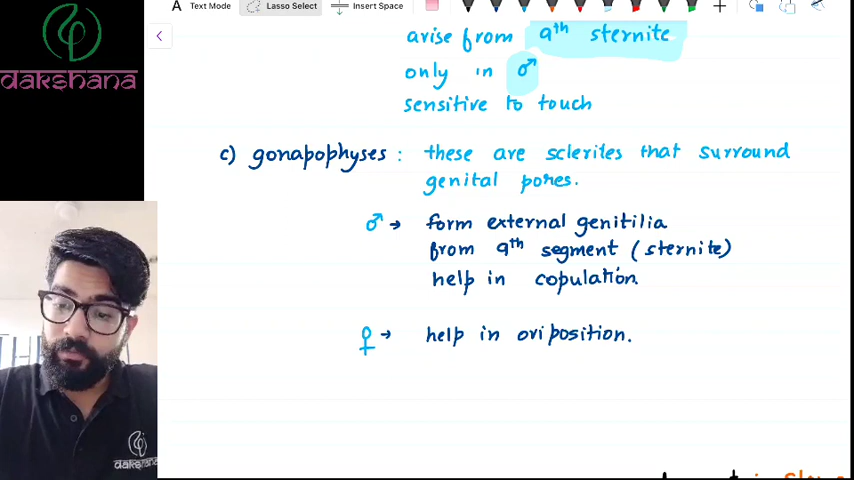 A Text Mode Lasso Select Insert Space
dakshana
arise from 9th sternite
only in ♂
sensitive to touch
c) gonapophyses : these are sclerites that surround
genital pores.
♂ → form external genitilia
from 9th segment (sternite)
help in copulation.
♀ → help in oviposition.
dakshana